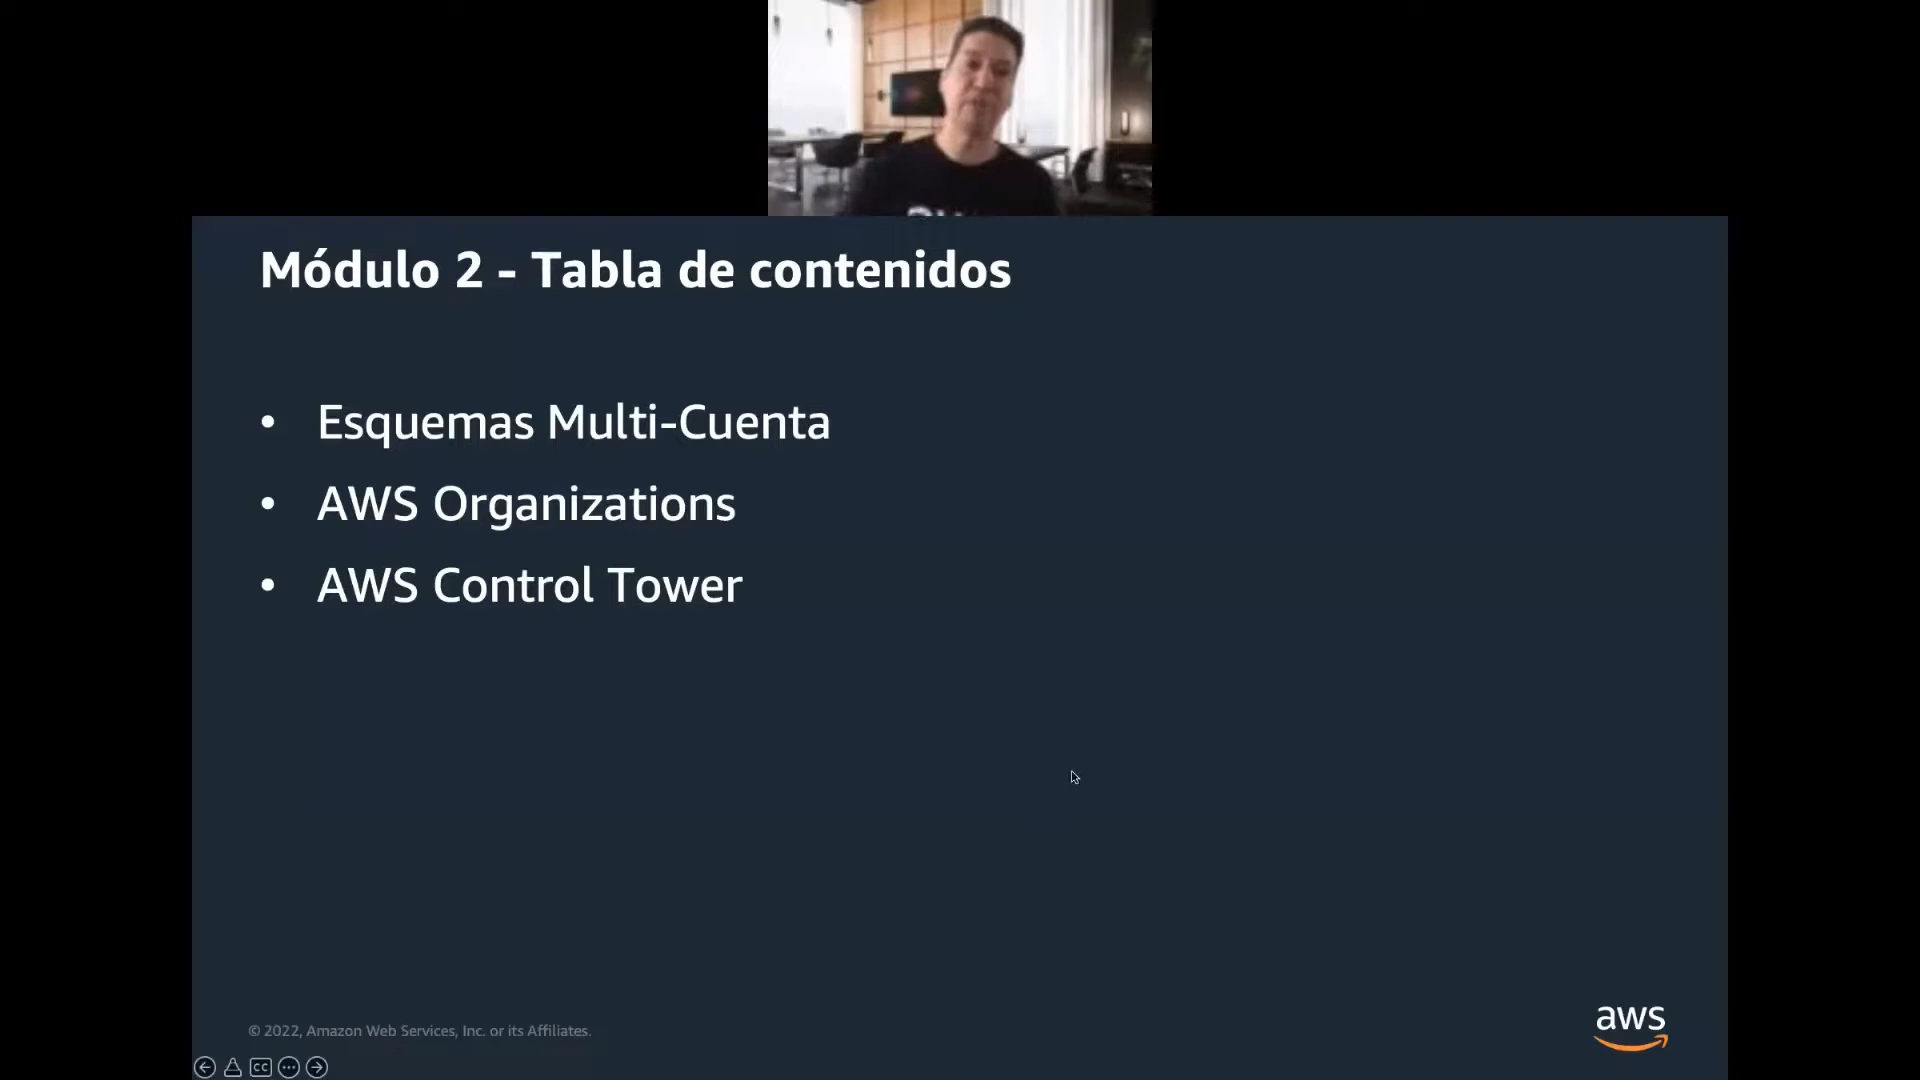 Módulo 2 - Tabla de contenidos
• Esquemas Multi-Cuenta
• AWS Organizations
• AWS Control Tower
© 2022, Amazon Web Services, Inc. or its Affiliates.
aws
CC